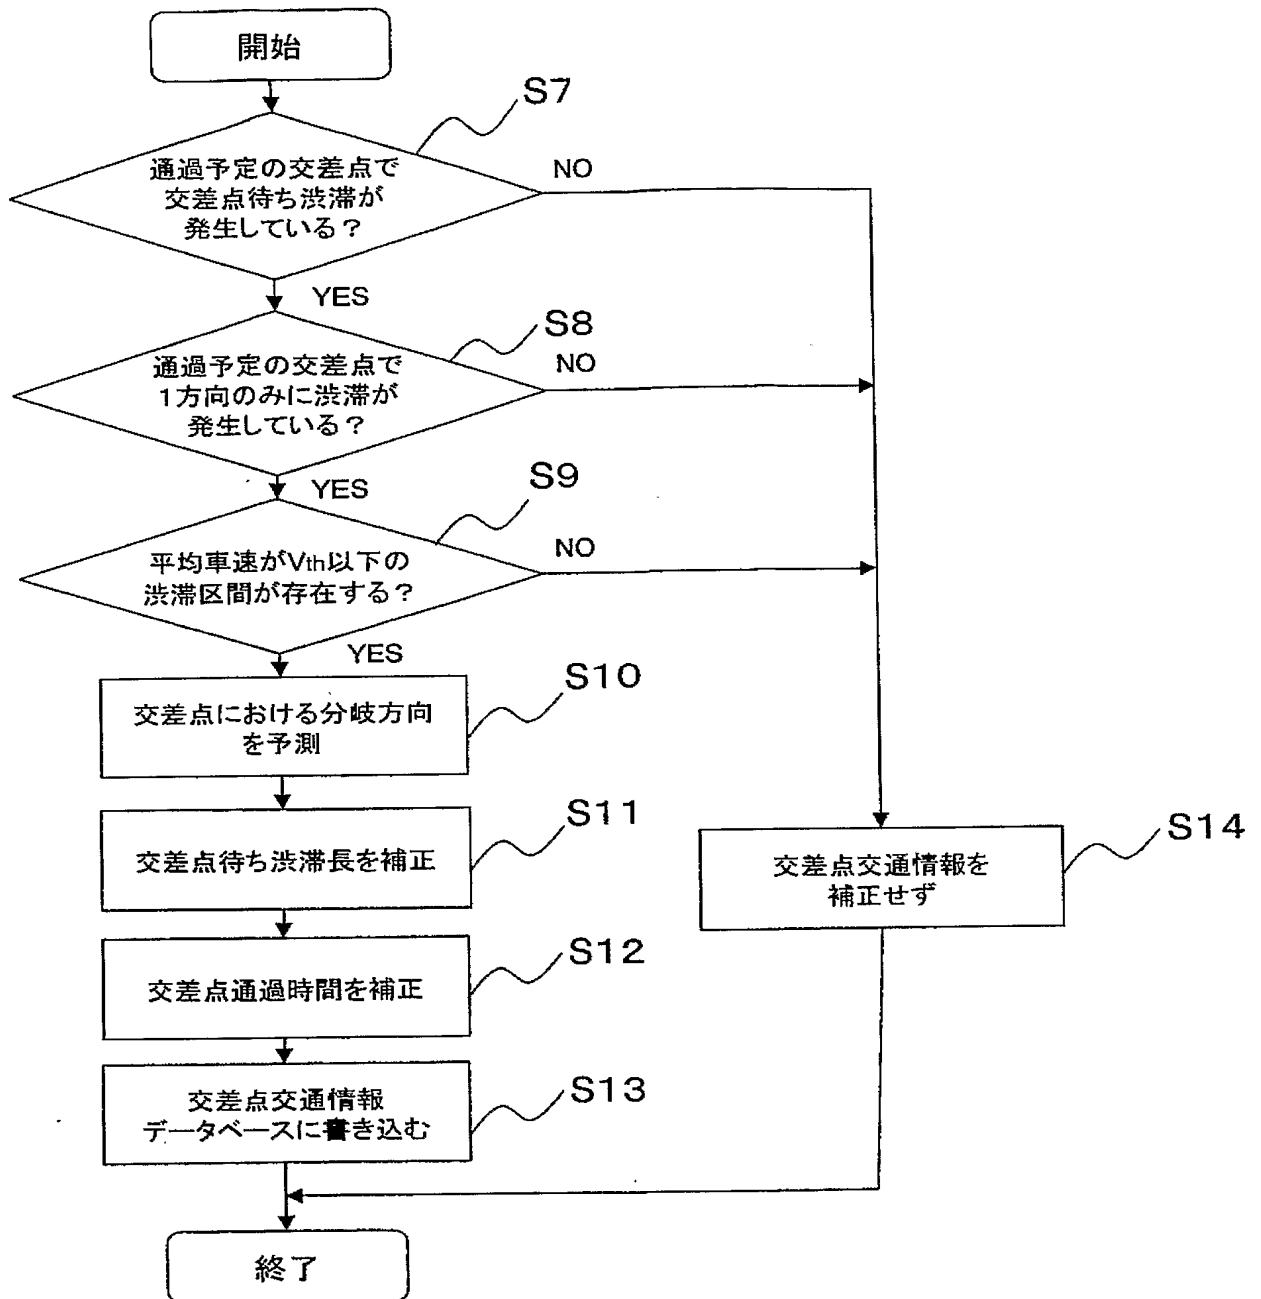 開始
S7
通過予定の交差点で
交差点待ち渋滞が
発生している？
NO
YES
S8
通過予定の交差点で
1方向のみに渋滞が
発生している？
NO
YES
S9
平均車速がVth以下の
渋滞区間が存在する？
NO
YES
S10
交差点における分岐方向
を予測
S11
交差点待ち渋滞長を補正
S14
交差点交通情報を
補正せず
S12
交差点通過時間を補正
S13
交差点交通情報
データベースに書き込む
終了